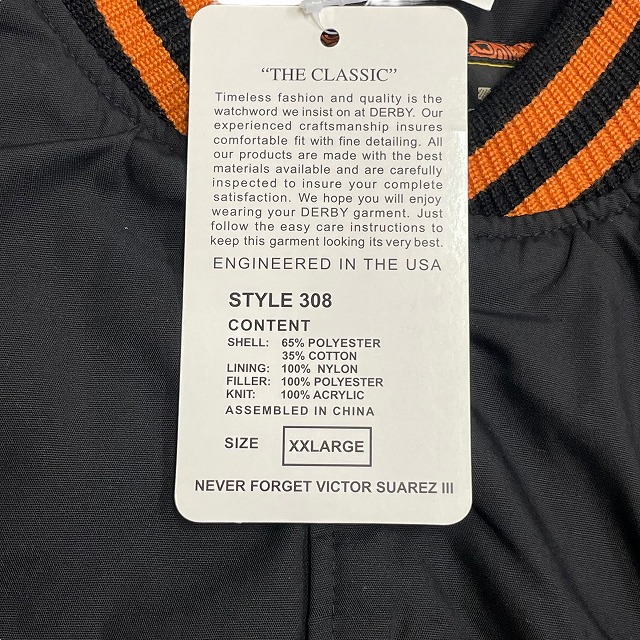 “THE CLASSIC”
Timeless fashion and quality is the
watchword we insist on at DERBY. Our
experienced craftsmanship insures
comfortable fit with fine detailing. All
our products are made with the best
materials available and are carefully
inspected to insure your complete
satisfaction. We hope you will enjoy
wearing your DERBY garment. Just
follow the easy care instructions to
keep this garment looking its very best.
ENGINEERED IN THE USA
STYLE 308
CONTENT
SHELL: 65% POLYESTER
35% COTTON
LINING: 100% NYLON
FILLER: 100% POLYESTER
KNIT: 100% ACRYLIC
ASSEMBLED IN CHINA
SIZE XXLARGE
NEVER FORGET VICTOR SUAREZ III